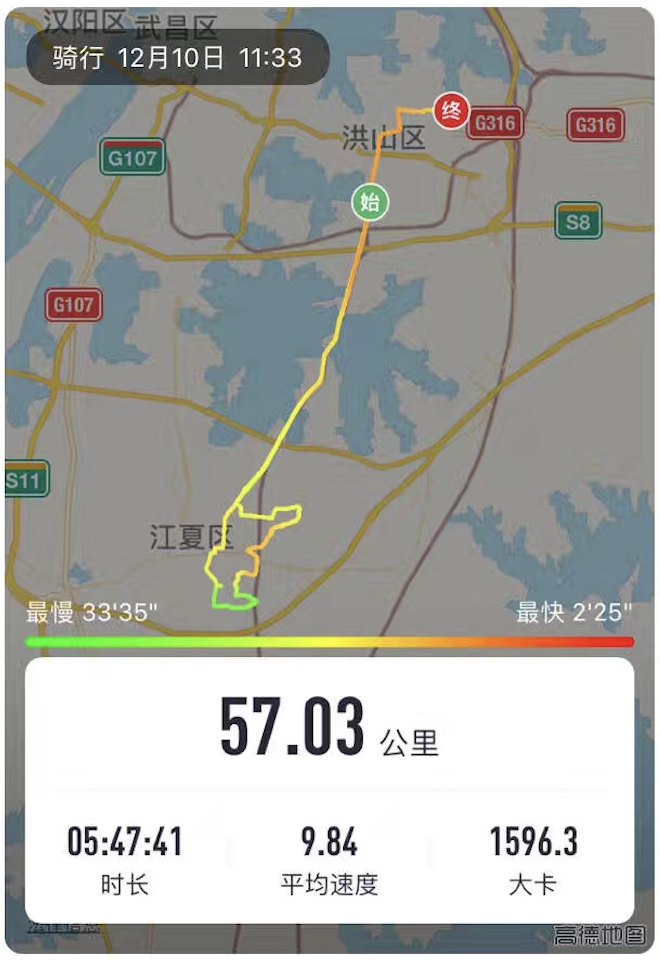 汉阳区 武昌区
骑行 12月10日 11:33
终
G316
G316
洪山区
G107
始
S8
G107
S11
江夏区
最慢 33'35"
最快 2'25"
57.03 公里
05:47:41
9.84
1596.3
时长
平均速度
大卡
高德地图